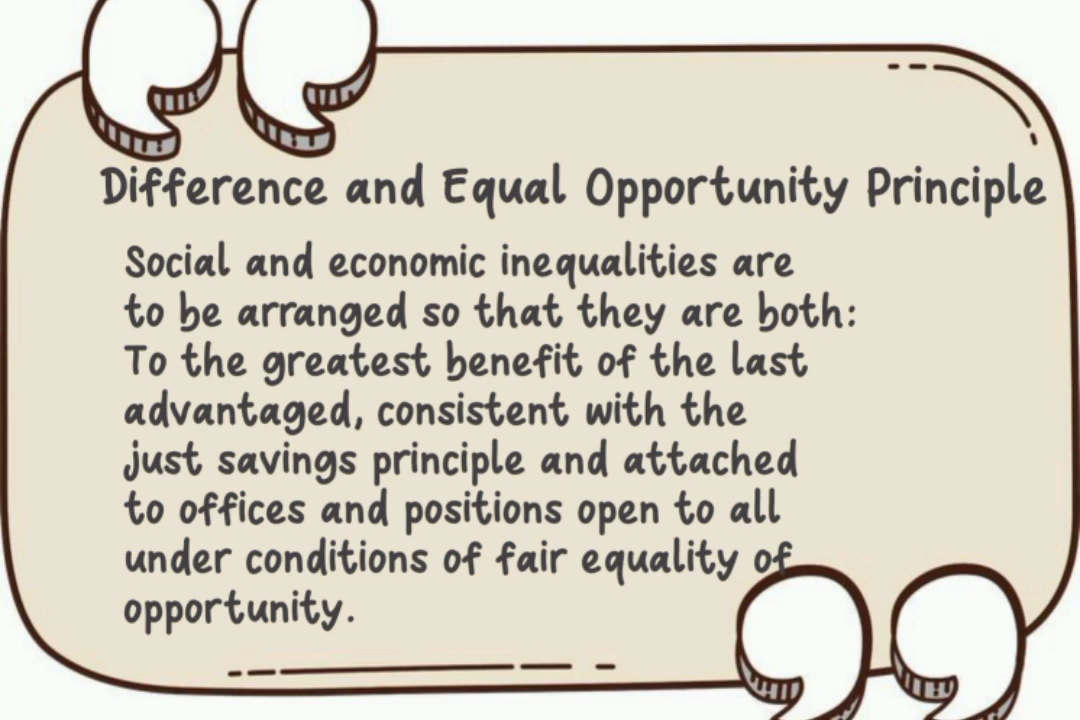 Difference and Equal Opportunity Principle
Social and economic inequalities are
to be arranged so that they are both:
To the greatest benefit of the last
advantaged, consistent with the
just savings principle and attached
to offices and positions open to all
under conditions of fair equality of
opportunity.